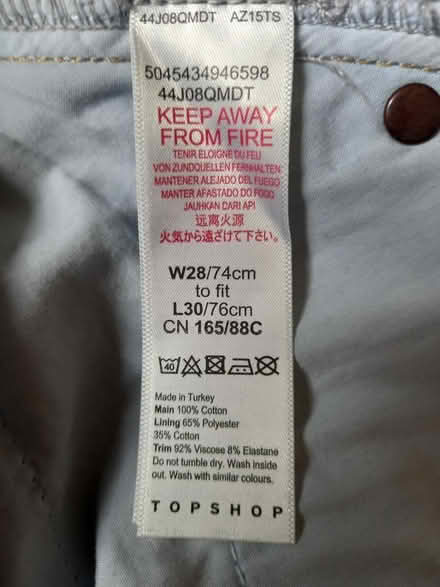 44J08QMDT AZ15TS
5045434946598
44J08QMDT
KEEP AWAY
FROM FIRE
TENIR ELOIGNE DU FEU
VON ZUNDQUELLEN FERNHALTEN
MANTENER ALEJADO DEL FUEGO
MANTER AFASTADO DO FOGO
JAUHKAN DARI API
远离火源
火気から遠ざけて下さい。
W28/74cm
to fit
L30/76cm
CN 165/88C
40
Made in Turkey
Main 100% Cotton
Lining 65% Polyester
35% Cotton
Trim 92% Viscose 8% Elastane
Do not tumble dry. Wash inside
out. Wash with similar colours.
TOPSHOP